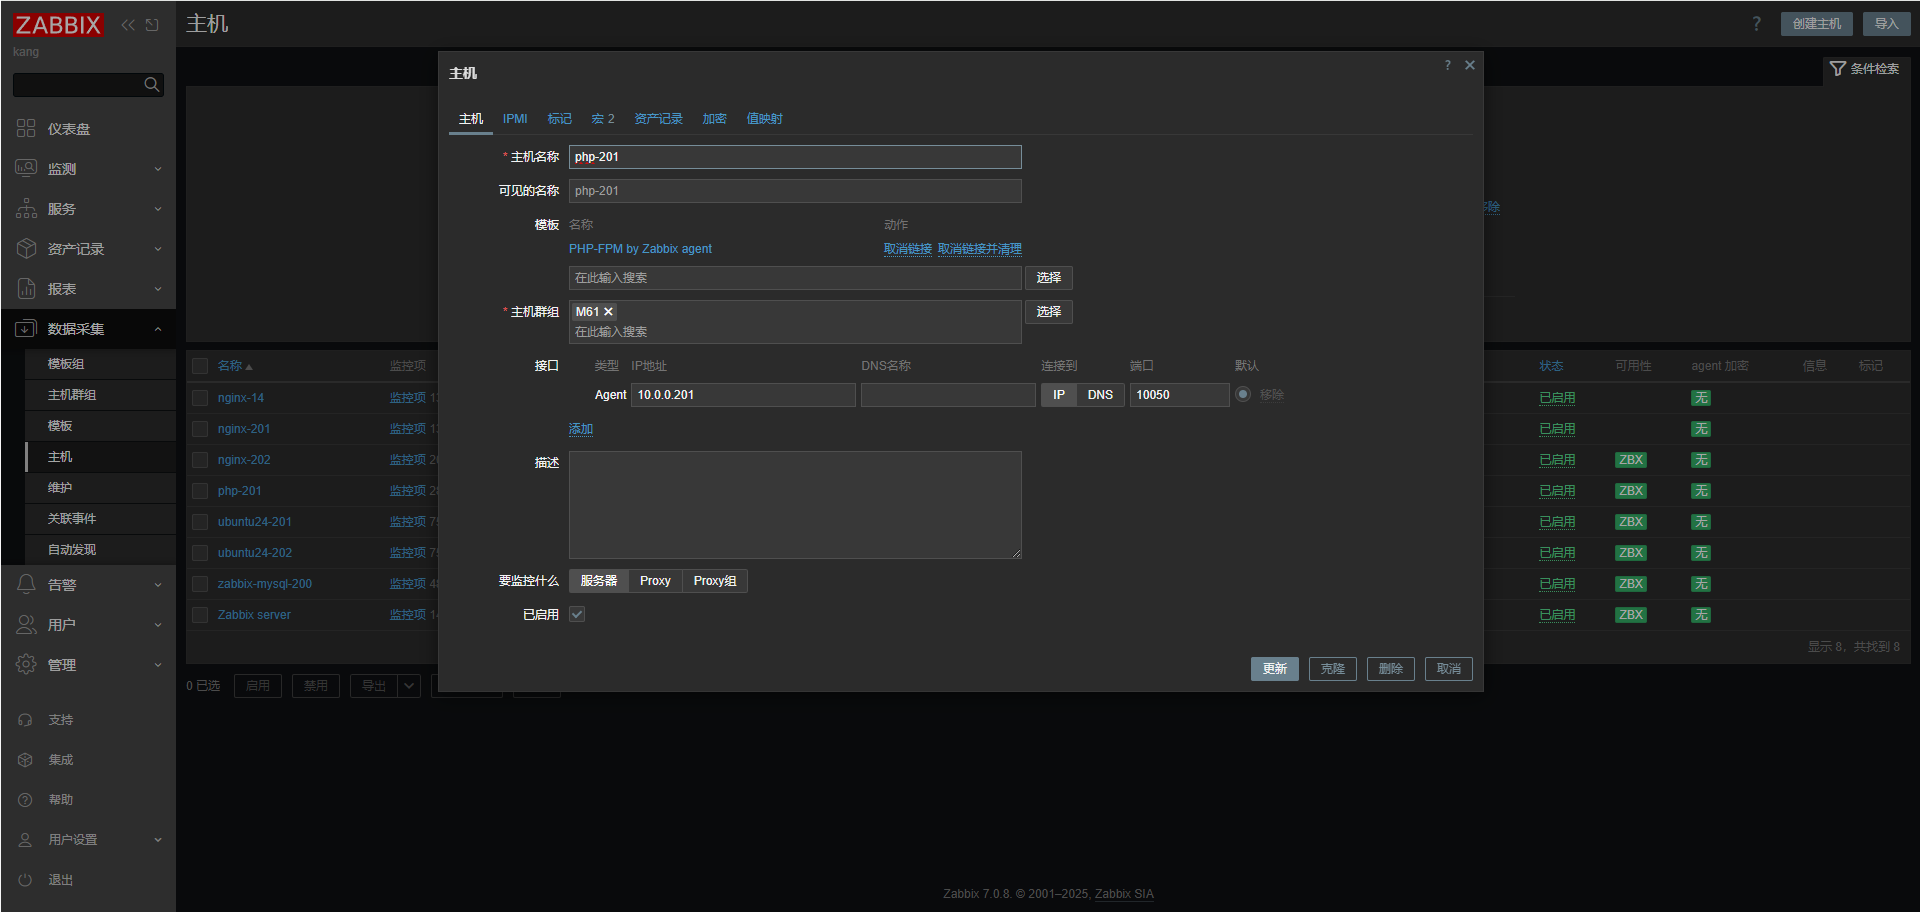 ZABBIX
kang
仪表盘
监测
服务
资产记录
报表
数据采集
模板组
主机群组
模板
主机
维护
关联事件
自动发现
告警
用户
管理
支持
集成
帮助
用户设置
退出
主机
?
创建主机
导入
条件检索
移除
主机
?
主机 IPMI 标记 宏 2 资产记录 加密 值映射
* 主机名称 php-201
可见的名称 php-201
模板 名称 动作
PHP-FPM by Zabbix agent 取消链接 取消链接并清理
在此输入搜索 选择
* 主机群组 M61 选择
在此输入搜索
接口 类型 IP地址 DNS名称 连接到 端口 默认
Agent 10.0.0.201 IP DNS 10050 移除
添加
描述
要监控什么 服务器 Proxy Proxy组
已启用
更新 克隆 删除 取消
名称 监控项 状态 可用性 agent 加密 信息 标记
nginx-14 监控项 已启用 无
nginx-201 监控项 已启用 无
nginx-202 监控项 已启用 ZBX 无
php-201 监控项 已启用 ZBX 无
ubuntu24-201 监控项 已启用 ZBX 无
ubuntu24-202 监控项 已启用 ZBX 无
zabbix-mysql-200 监控项 已启用 ZBX 无
Zabbix server 监控项 已启用 ZBX 无
显示 8，共找到 8
0 已选 启用 禁用 导出
Zabbix 7.0.8. © 2001–2025, Zabbix SIA